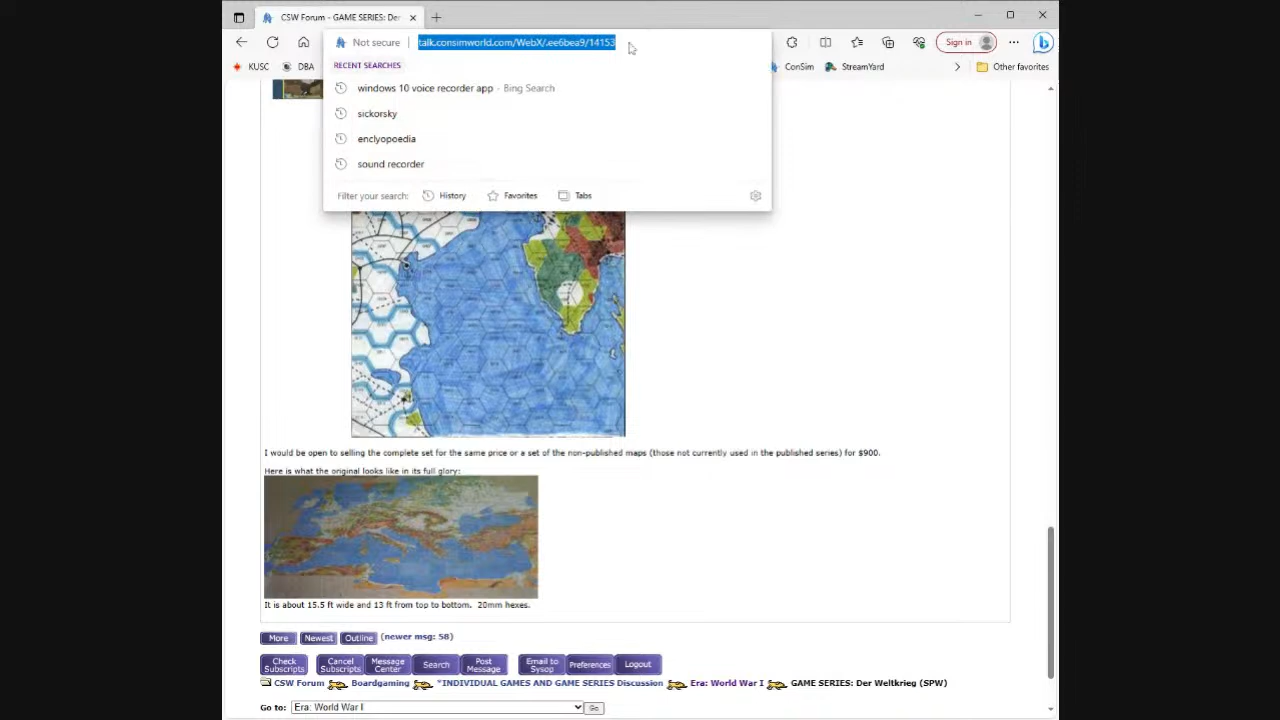 CSW Forum - GAME SERIES: Der
Not secure
talk.consimworld.com/WebX/.ee6bea9/14153
Sign in
KUSC
DBA
ConSim
StreamYard
Other favorites
RECENT SEARCHES
windows 10 voice recorder app - Bing Search
sickorsky
enclyopoedia
sound recorder
Filter your search:
History
Favorites
Tabs
I would be open to selling the complete set for the same price or a set of the non-published maps (those not currently used in the published series) for $900.
Here is what the original looks like in its full glory:
It is about 15.5 ft wide and 13 ft from top to bottom. 20mm hexes.
More
Newest
Outline
(newer msg: 58)
Check Subscripts
Cancel Subscripts
Message Center
Search
Post Message
Email to Sysop
Preferences
Logout
CSW Forum
Boardgaming
*INDIVIDUAL GAMES AND GAME SERIES Discussion
Era: World War I
GAME SERIES: Der Weltkrieg (SPW)
Go to:
Era: World War I
Go